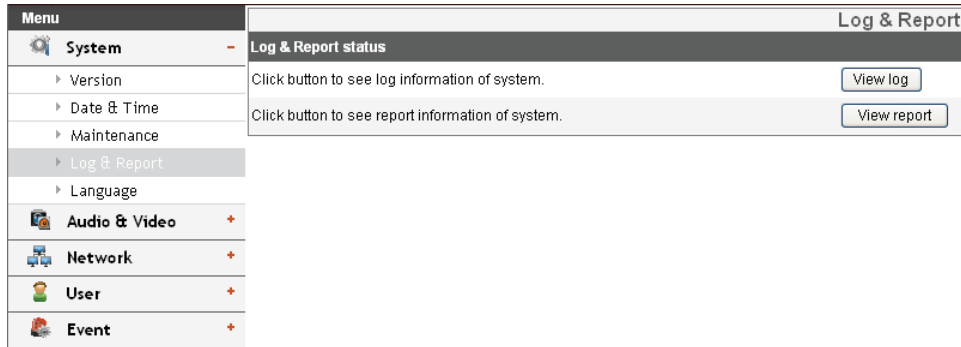 Menu
System
Version
Date & Time
Maintenance
Log & Report
Language
Audio & Video
Network
User
Event
Log & Report
Log & Report status
Click button to see log information of system.
View log
Click button to see report information of system.
View report